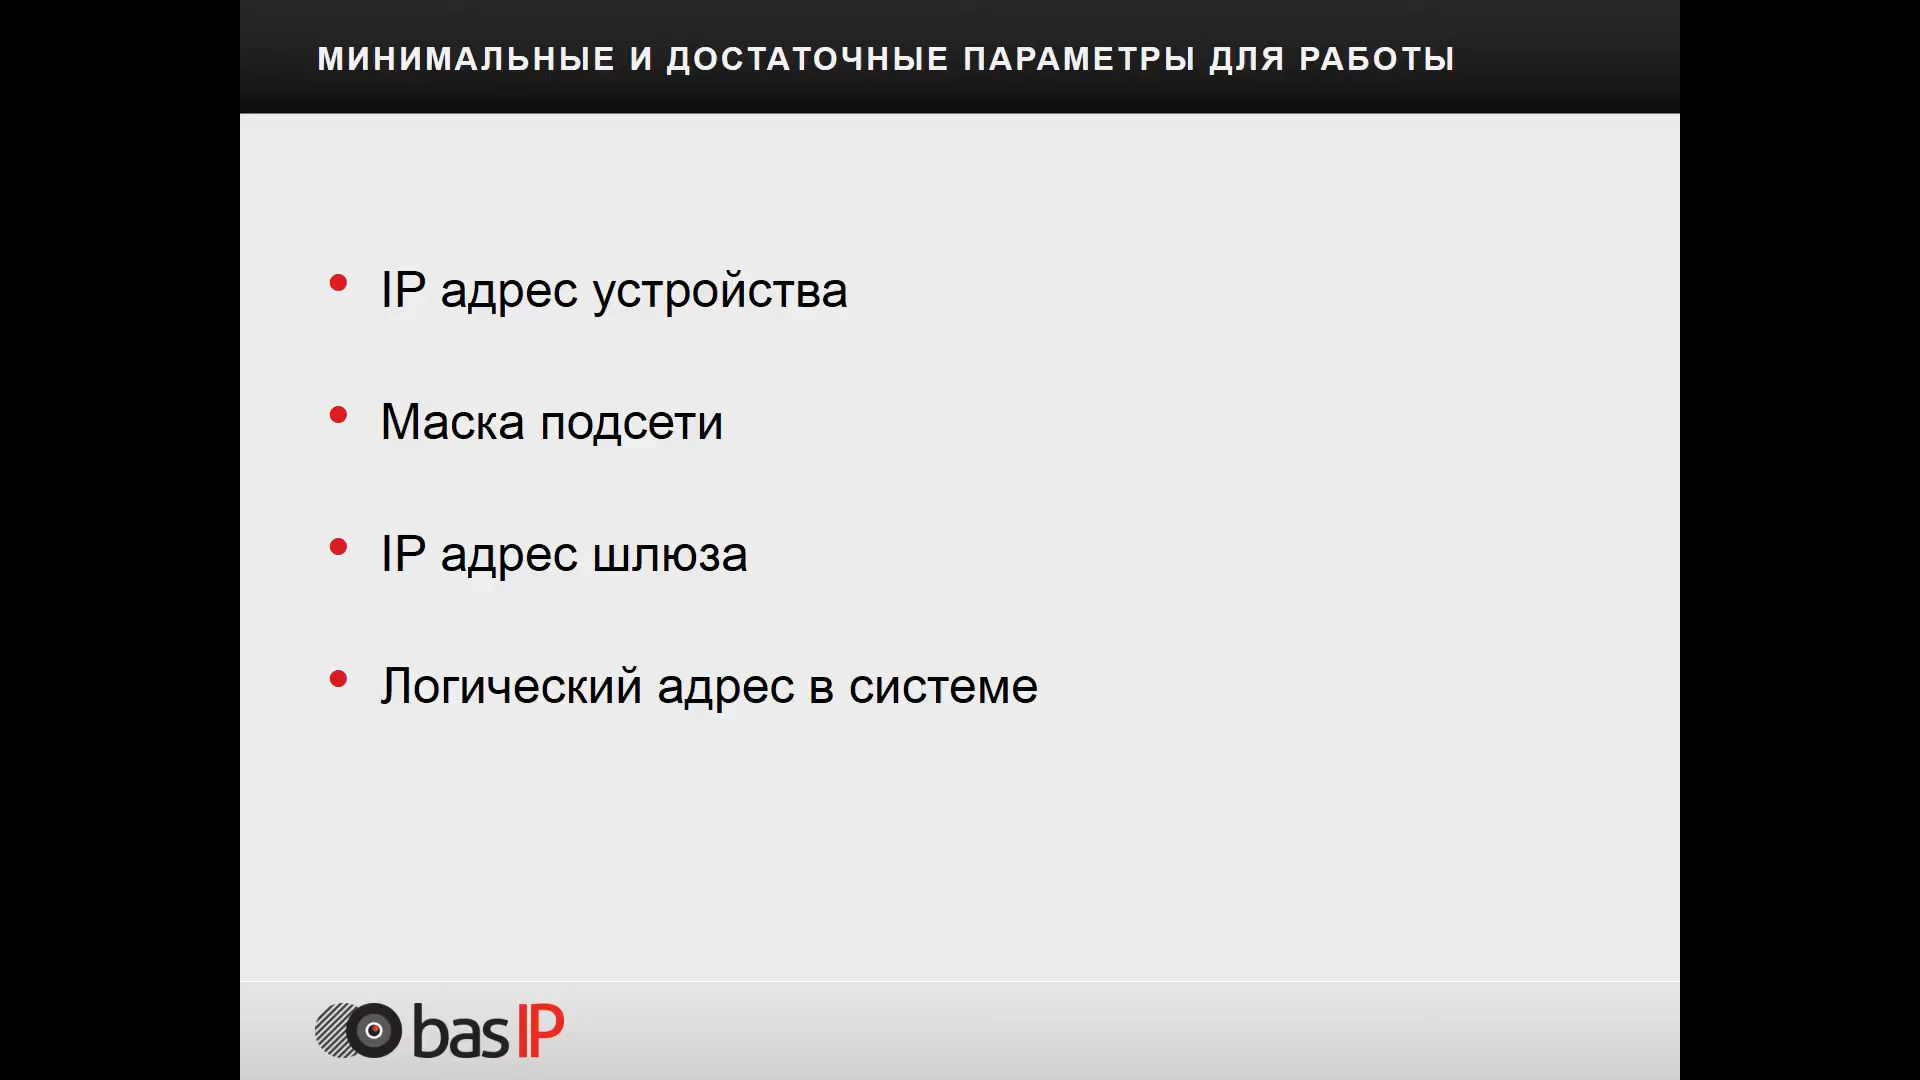 МИНИМАЛЬНЫЕ И ДОСТАТОЧНЫЕ ПАРАМЕТРЫ ДЛЯ РАБОТЫ
• IP адрес устройства
• Маска подсети
• IP адрес шлюза
• Логический адрес в системе
bas IP